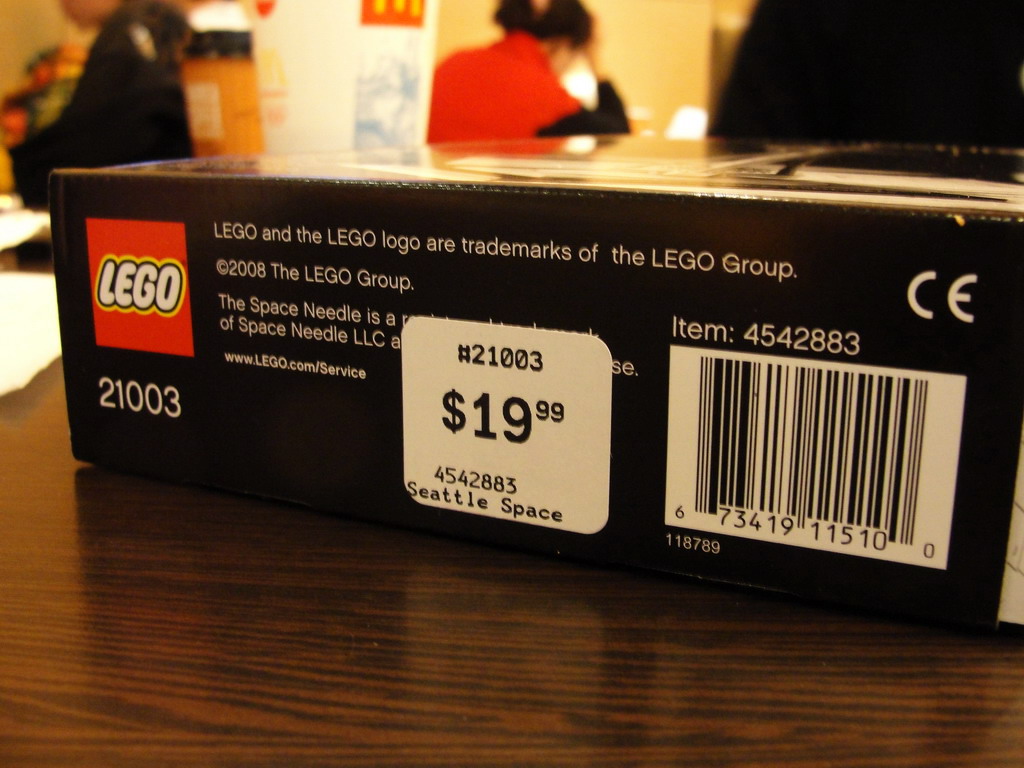 LEGO
21003
LEGO and the LEGO logo are trademarks of the LEGO Group.
©2008 The LEGO Group.
The Space Needle is a
of Space Needle LLC a
se.
www.LEGO.com/Service
#21003
$19 99
4542883
Seattle Space
CE
Item: 4542883
6 73419 11510 0
118789